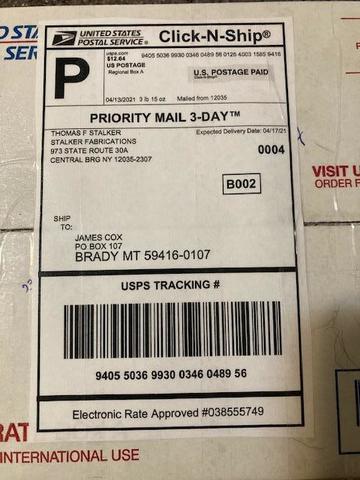 UNITED STATES
POSTAL SERVICE®
Click-N-Ship®
P
usps.com
$12.64
US POSTAGE
Regional Box A
9405 5036 9930 0346 0489 56 0126 4003 1585 9416
U.S. POSTAGE PAID
Click-N-Ship®
04/13/2021 3 lb 15 oz Mailed from 12035
PRIORITY MAIL 3-DAY™
THOMAS F STALKER
STALKER FABRICATIONS
973 STATE ROUTE 30A
CENTRAL BRG NY 12035-2307
Expected Delivery Date: 04/17/21
0004
B002
SHIP
TO:
JAMES COX
PO BOX 107
BRADY MT 59416-0107
USPS TRACKING #
9405 5036 9930 0346 0489 56
Electronic Rate Approved #038555749
VISIT U
ORDER F
INTERNATIONAL USE